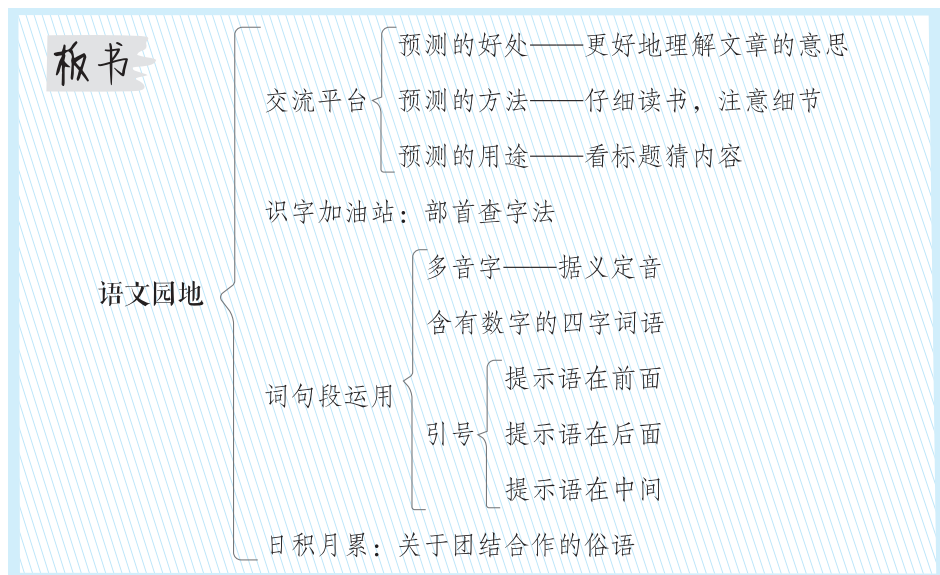 板书
预测的好处——更好地理解文章的意思
交流平台
预测的方法——仔细读书，注意细节
预测的用途——看标题猜内容
识字加油站：部首查字法
多音字——据义定音
语文园地
含有数字的四字词语
提示语在前面
词句段运用
引号
提示语在后面
提示语在中间
日积月累：关于团结合作的俗语